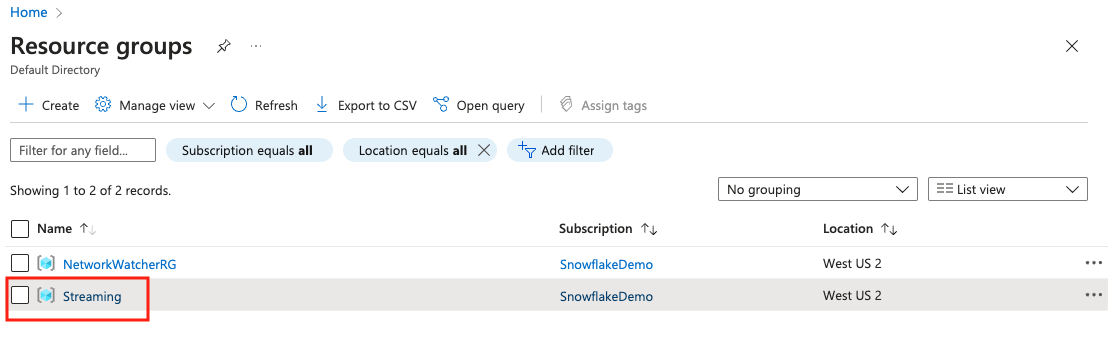 Home
Resource groups
Default Directory
Create Manage view Refresh Export to CSV Open query Assign tags
Filter for any field... Subscription equals all Location equals all Add filter
Showing 1 to 2 of 2 records. No grouping List view
Name Subscription Location
NetworkWatcherRG SnowflakeDemo West US 2
Streaming SnowflakeDemo West US 2